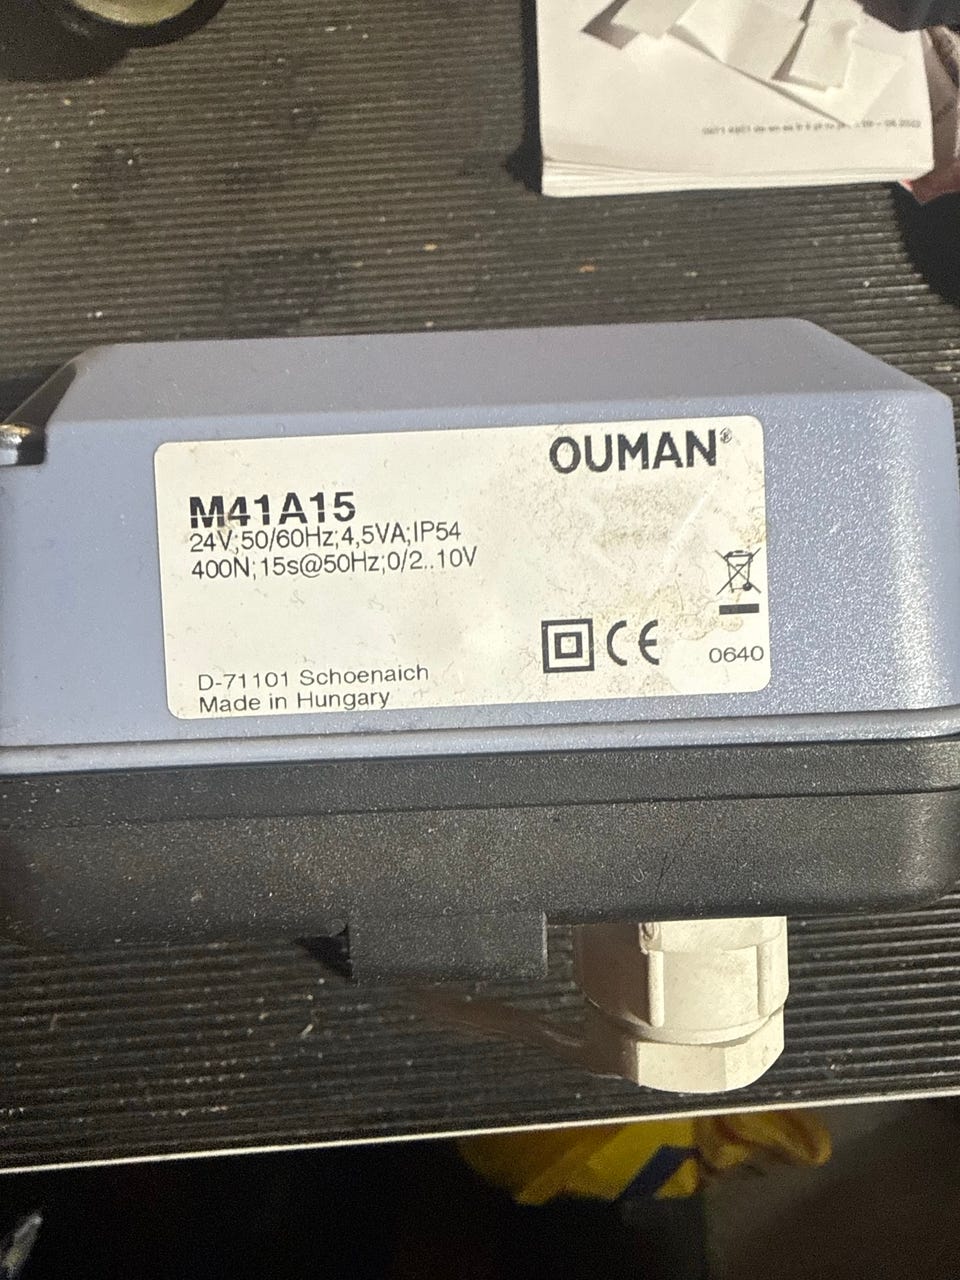 OUMAN®
M41A15
24V;50/60Hz;4,5VA;IP54
400N;15s@50Hz;0/2..10V
CE
0640
D-71101 Schoenaich
Made in Hungary